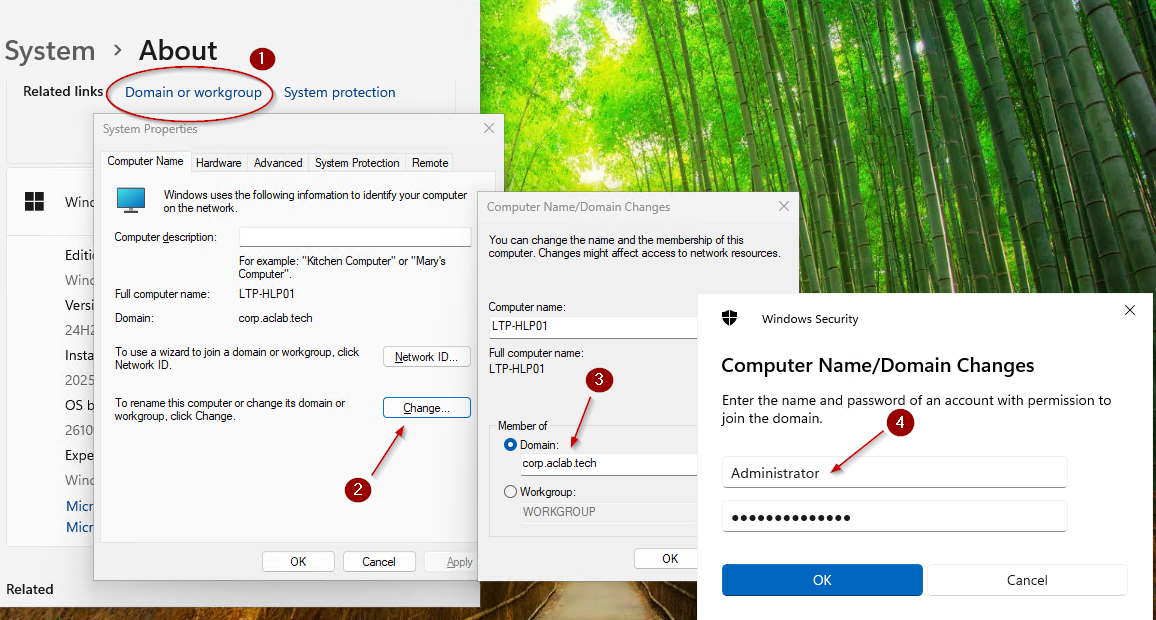 System > About
1
Related links Domain or workgroup System protection
System Properties
Computer Name Hardware Advanced System Protection Remote
Windows uses the following information to identify your computer
on the network.
Computer description:
For example: "Kitchen Computer" or "Mary's
Computer".
Full computer name: LTP-HLP01
Domain: corp.aclab.tech
To use a wizard to join a domain or workgroup, click
Network ID.
Network ID...
To rename this computer or change its domain or
workgroup, click Change.
Change...
2
OK Cancel Apply
Wind
Editi
Wind
Versi
24H2
Insta
2025
OS b
2610
Expe
Wind
Micr
Micr
Related
Computer Name/Domain Changes
You can change the name and the membership of this
computer. Changes might affect access to network resources.
Computer name:
LTP-HLP01
Full computer name:
LTP-HLP01
3
Member of
Domain:
corp.aclab.tech
Workgroup:
WORKGROUP
OK
Windows Security
Computer Name/Domain Changes
Enter the name and password of an account with permission to
join the domain.
4
Administrator
●●●●●●●●●●●●●●
OK Cancel